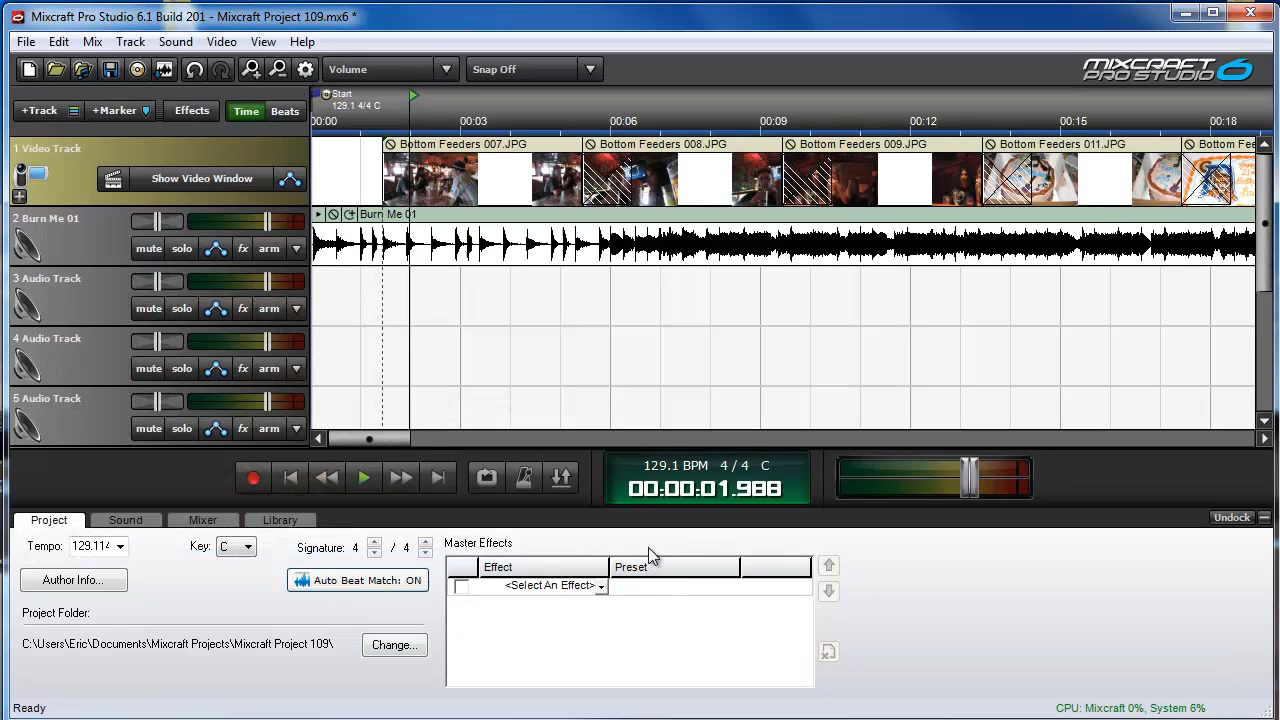 Mixcraft Pro Studio 6.1 Build 201 - Mixcraft Project 109.mx6 *
File Edit Mix Track Sound Video View Help
Volume Snap Off MIXCRAFT PRO STUDIO 6
Start
129.1 4/4 C
+Track +Marker Effects Time Beats
00:00 00:03 00:06 00:09 00:12 00:15 00:18
1 Video Track Bottom Feeders 007.JPG Bottom Feeders 008.JPG Bottom Feeders 009.JPG Bottom Feeders 011.JPG Bottom Fee
Show Video Window
2 Burn Me 01 Burn Me 01
mute solo fx arm
3 Audio Track
mute solo fx arm
4 Audio Track
mute solo fx arm
5 Audio Track
mute solo fx arm
129.1 BPM 4 / 4 C
00:00:01.988
Project Sound Mixer Library Undock
Tempo: 129.114 Key: C Signature: 4 / 4 Master Effects
Effect Preset
Author Info... Auto Beat Match: ON <Select An Effect>
Project Folder:
C:\Users\Eric\Documents\Mixcraft Projects\Mixcraft Project 109\ Change...
Ready CPU: Mixcraft 0%, System 6%